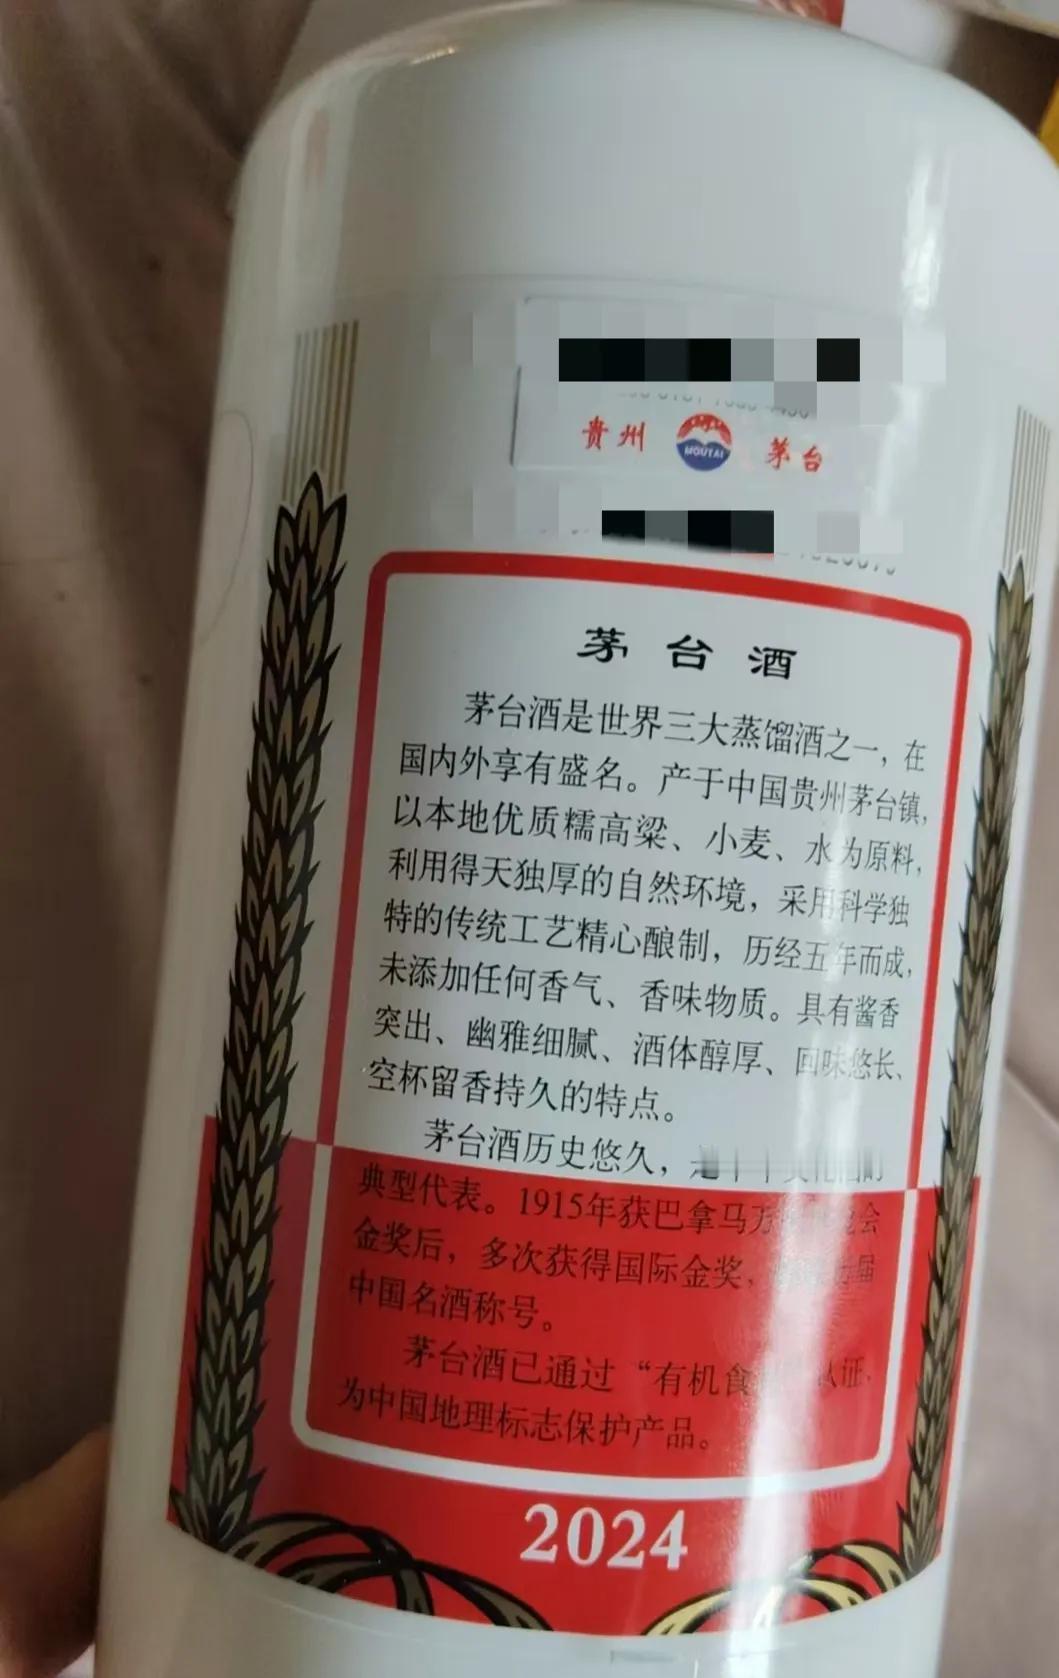 贵州 MOUTAI 茅台
茅台酒
茅台酒是世界三大蒸馏酒之一，在
国内外享有盛名。产于中国贵州茅台镇，
以本地优质糯高粱、小麦、水为原料，
利用得天独厚的自然环境，采用科学独
特的传统工艺精心酿制，历经五年而成，
未添加任何香气、香味物质。具有酱香
突出、幽雅细腻、酒体醇厚、回味悠长、
空杯留香持久的特点。
茅台酒历史悠久，
典型代表。1915年获巴拿马万会
金奖后，多次获得国际金奖，届
中国名酒称号。
茅台酒已通过“有机食认证，
为中国地理标志保护产品。
2024